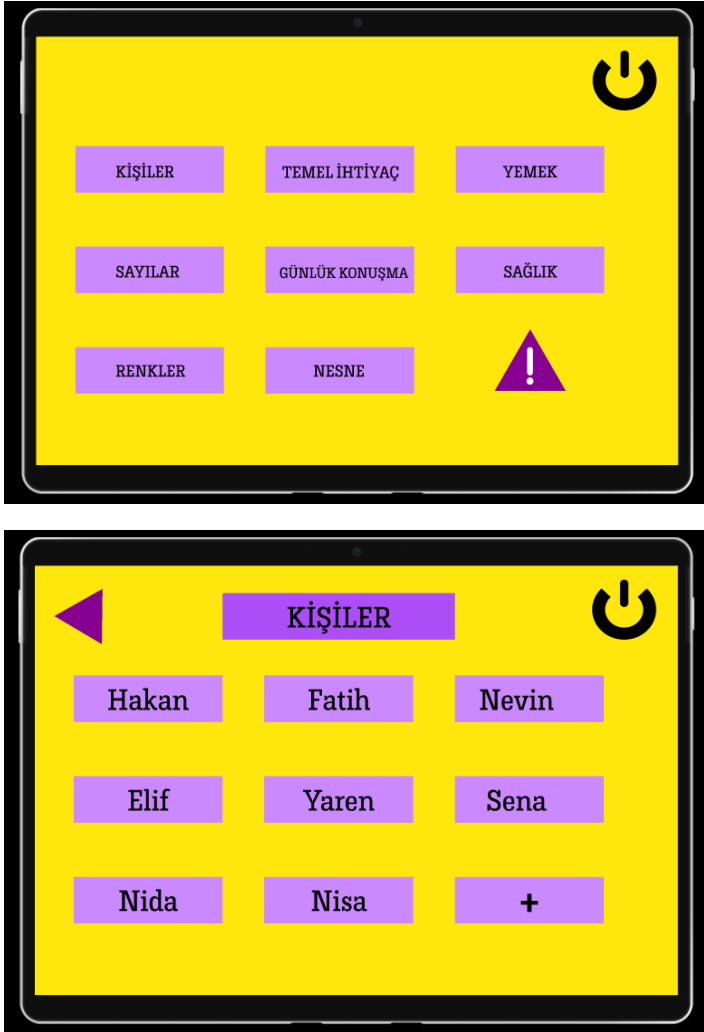 KİŞİLER
TEMEL İHTİYAÇ
YEMEK
SAYILAR
GÜNLÜK KONUŞMA
SAĞLIK
RENKLER
NESNE
!
KİŞİLER
Hakan
Fatih
Nevin
Elif
Yaren
Sena
Nida
Nisa
+